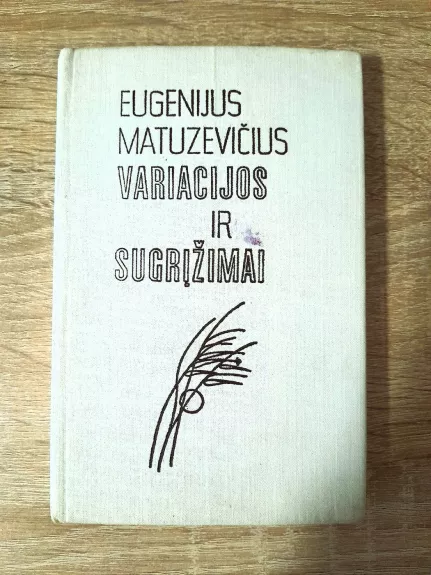 EUGENIJUS
MATUZEVIČIUS
VARIACIJOS
IR
SUGRĮŽIMAI